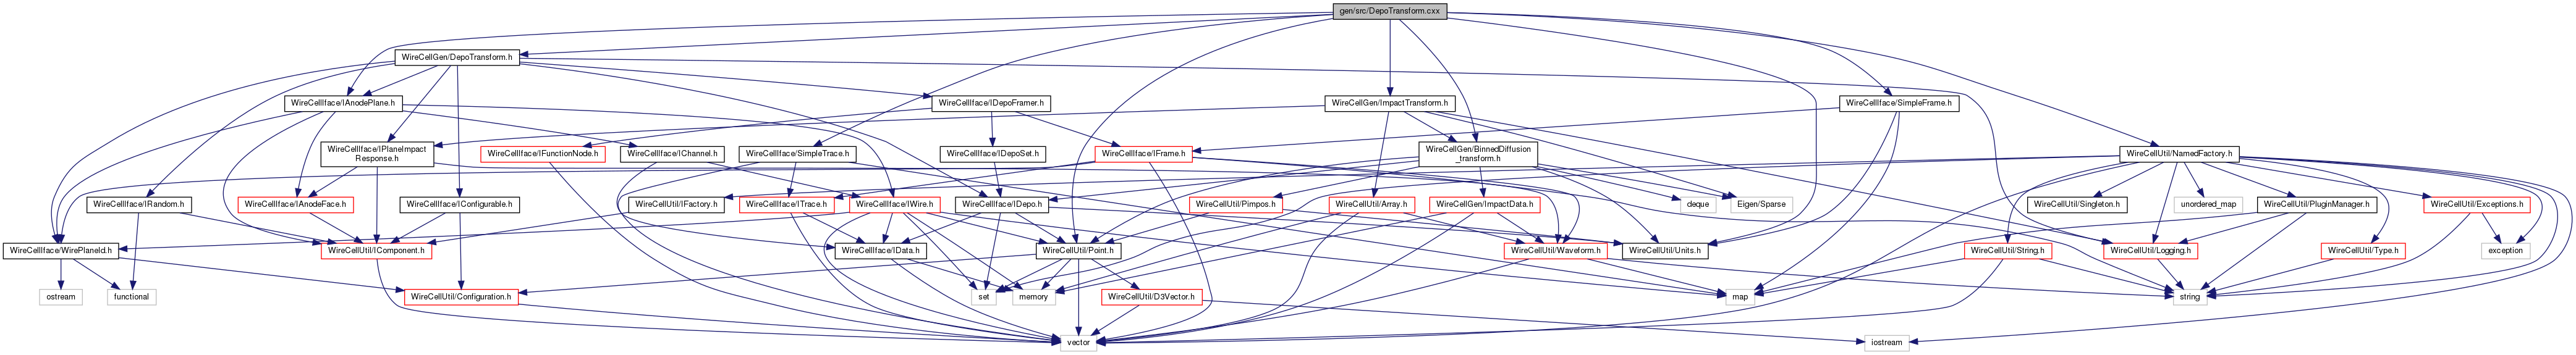 gen/src/DepoTransform.cxx
WireCellGen/DepoTransform.h
WireCellIface/IAnodePlane.h
WireCellIface/IDepoFramer.h
WireCellGen/ImpactTransform.h
WireCellIface/SimpleFrame.h
WireCellIface/IPlaneImpact
Response.h
WireCellIface/IFunctionNode.h
WireCellIface/IChannel.h
WireCellIface/SimpleTrace.h
WireCellIface/IDepoSet.h
WireCellIface/IFrame.h
WireCellGen/BinnedDiffusion
_transform.h
WireCellUtil/NamedFactory.h
WireCellIface/IRandom.h
WireCellIface/IAnodeFace.h
WireCellIface/IConfigurable.h
WireCellUtil/IFactory.h
WireCellIface/ITrace.h
WireCellIface/IWire.h
WireCellIface/IDepo.h
WireCellUtil/Pimpos.h
WireCellUtil/Array.h
WireCellGen/ImpactData.h
deque
Eigen/Sparse
WireCellUtil/Singleton.h
unordered_map
WireCellUtil/PluginManager.h
WireCellUtil/Exceptions.h
WireCellIface/WirePlaneId.h
WireCellUtil/IComponent.h
WireCellIface/IData.h
WireCellUtil/Point.h
WireCellUtil/Waveform.h
WireCellUtil/Units.h
WireCellUtil/String.h
WireCellUtil/Logging.h
WireCellUtil/Type.h
exception
ostream
functional
WireCellUtil/Configuration.h
set
memory
WireCellUtil/D3Vector.h
map
string
vector
iostream